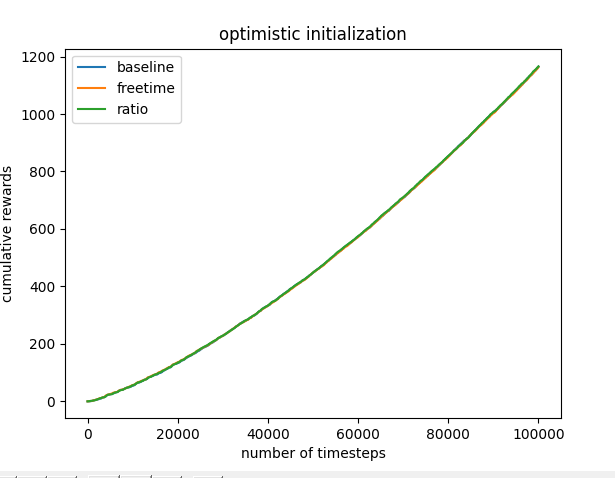 optimistic initialization
1200
1000
800
600
400
200
0
cumulative rewards
baseline
freetime
ratio
0 20000 40000 60000 80000 100000
number of timesteps